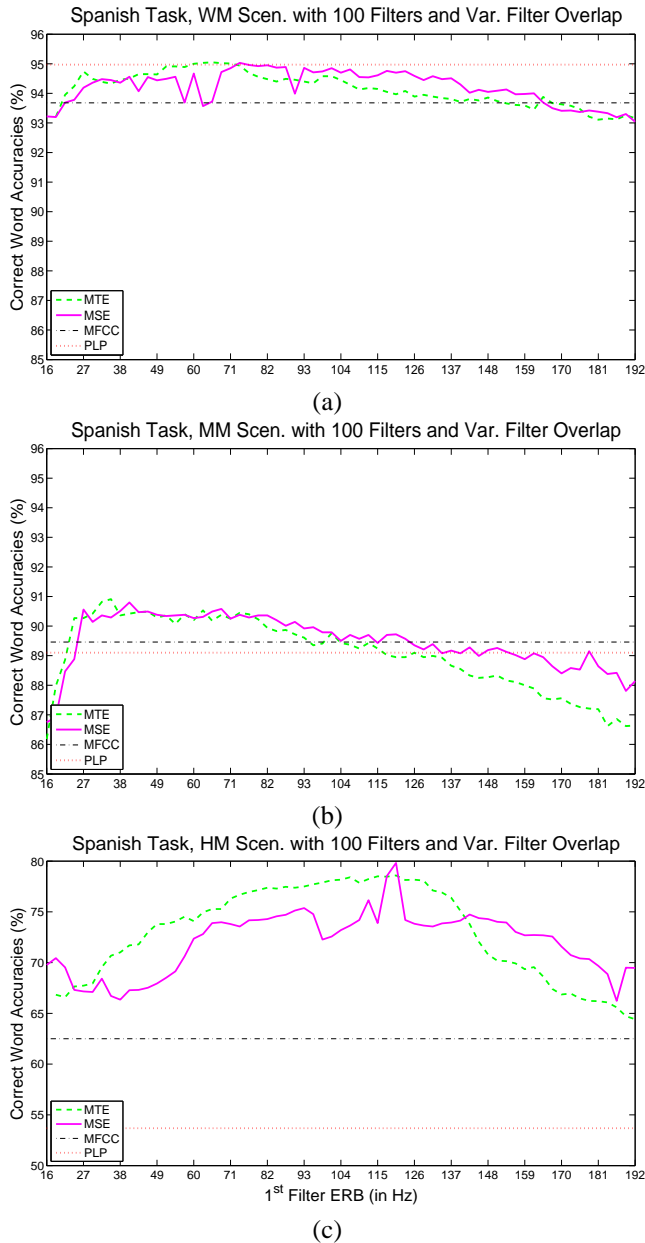 Spanish Task, WM Scen. with 100 Filters and Var. Filter Overlap
Correct Word Accuracies (%)
96
95
94
93
92
91
90
89
88
87
86
85
MTE
MSE
MFCC
PLP
16 27 38 49 60 71 82 93 104 115 126 137 148 159 170 181 192
(a)
Spanish Task, MM Scen. with 100 Filters and Var. Filter Overlap
Correct Word Accuracies (%)
96
95
94
93
92
91
90
89
88
87
86
85
MTE
MSE
MFCC
PLP
16 27 38 49 60 71 82 93 104 115 126 137 148 159 170 181 192
(b)
Spanish Task, HM Scen. with 100 Filters and Var. Filter Overlap
Correct Word Accuracies (%)
80
75
70
65
60
53
50
MTE
MSE
MFCC
PLP
16 27 38 49 60 71 82 93 104 115 126 137 148 159 170 181 192
1st Filter ERB (in Hz)
(c)